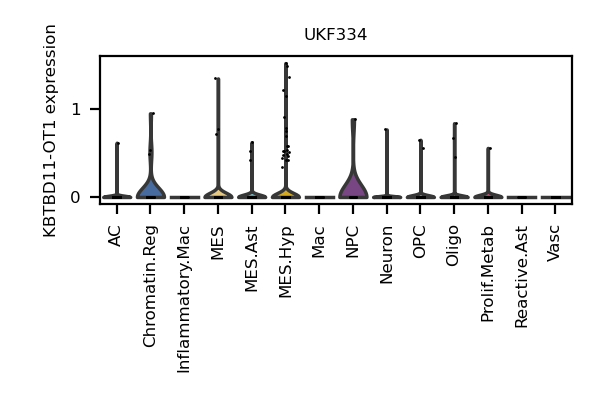 UKF334
KBTBD11-OT1 expression
1
0
AC
Chromatin.Reg
Inflammatory.Mac
MES
MES.Ast
MES.Hyp
Mac
NPC
Neuron
OPC
Oligo
Prolif.Metab
Reactive.Ast
Vasc